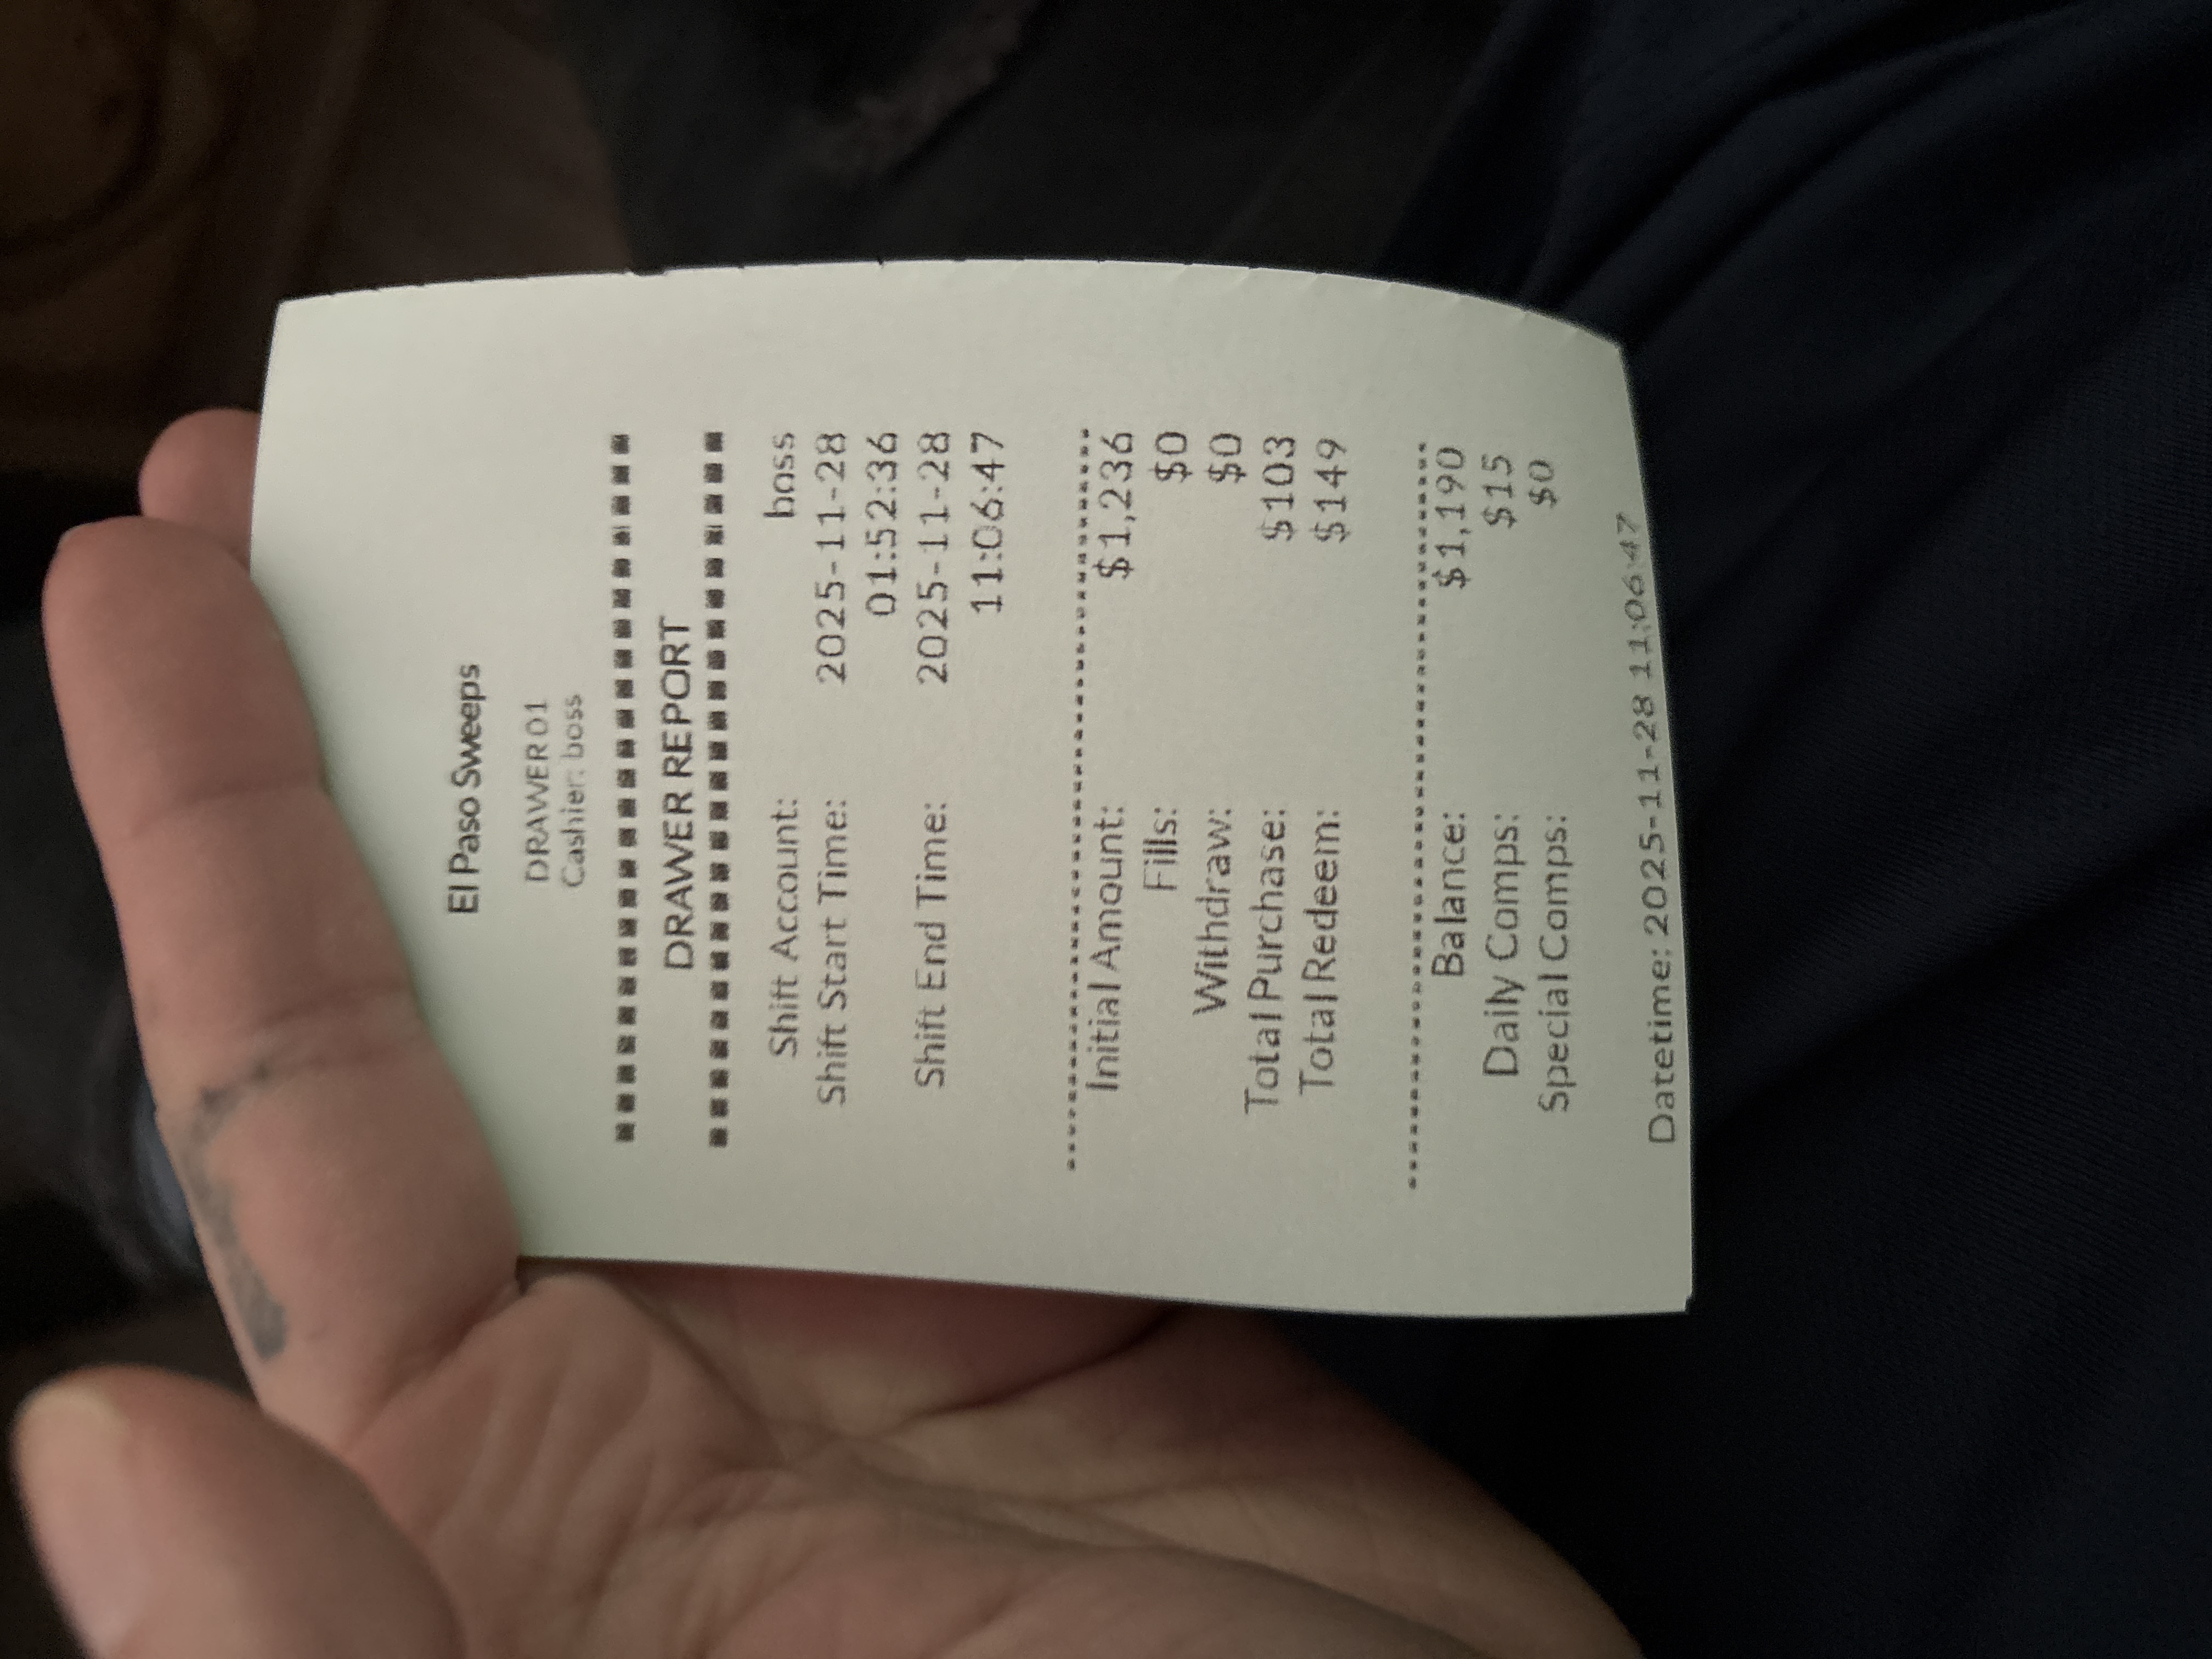 El Paso Sweeps
DRAWER 01
Cashier: boss
DRAWER REPORT
Shift Account: boss
Shift Start Time: 2025-11-28
01:52:36
Shift End Time: 2025-11-28
11:06:47
Initial Amount: $1,236
Fills: $0
Withdraw: $0
Total Purchase: $103
Total Redeem: $149
Balance: $1,190
Daily Comps: $15
Special Comps: $0
Datetime: 2025-11-28 11:06:47